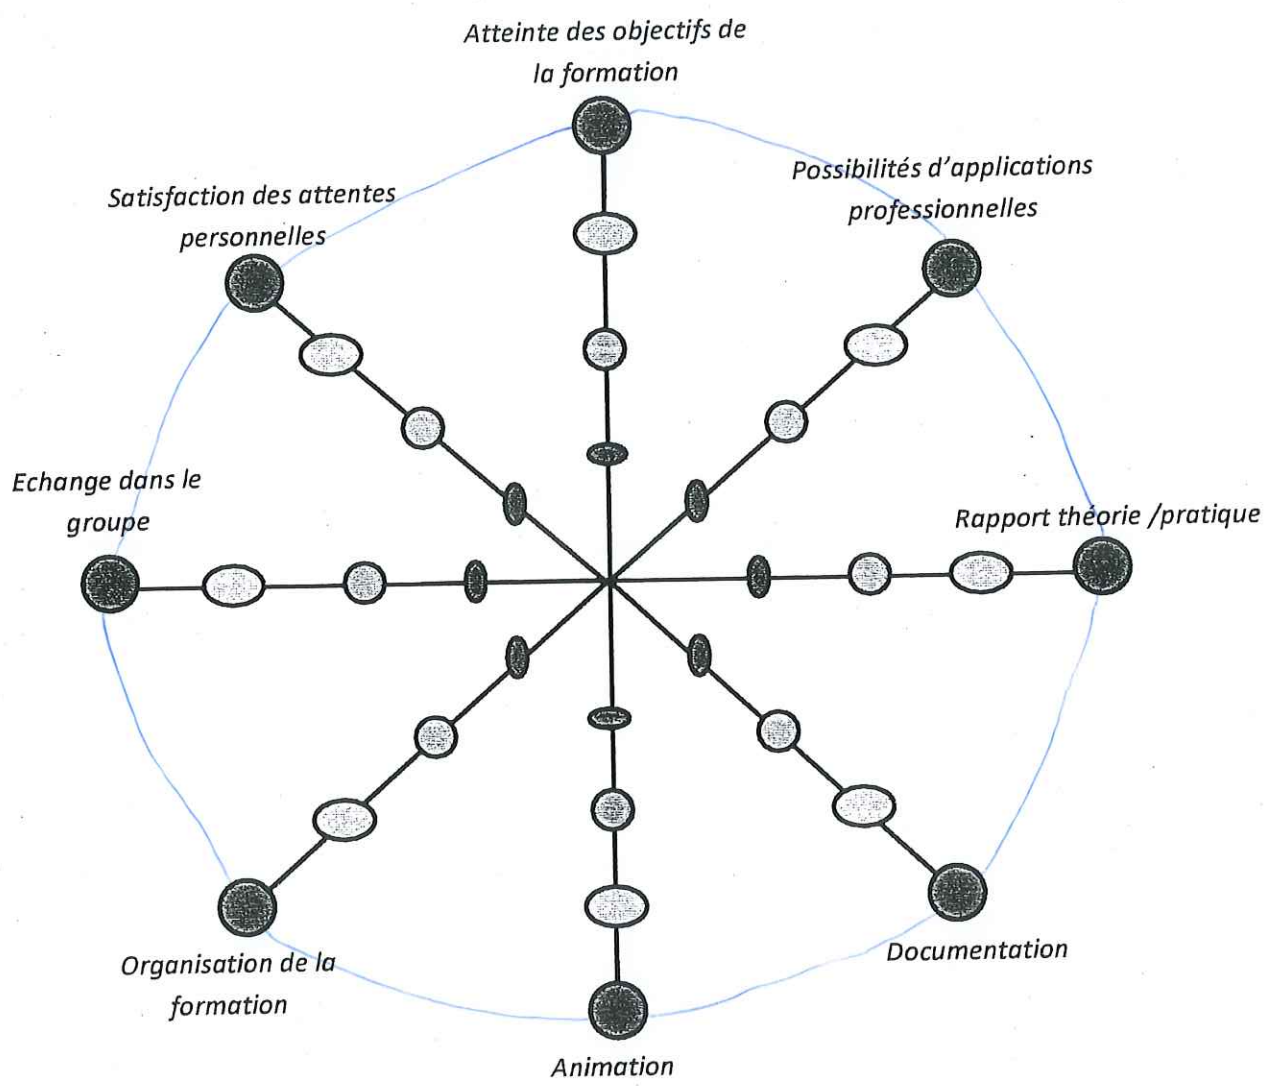 Atteinte des objectifs de
la formation
Possibilités d'applications
professionnelles
Satisfaction des attentes
personnelles
Echange dans le
groupe
Rapport théorie /pratique
Organisation de la
formation
Documentation
Animation